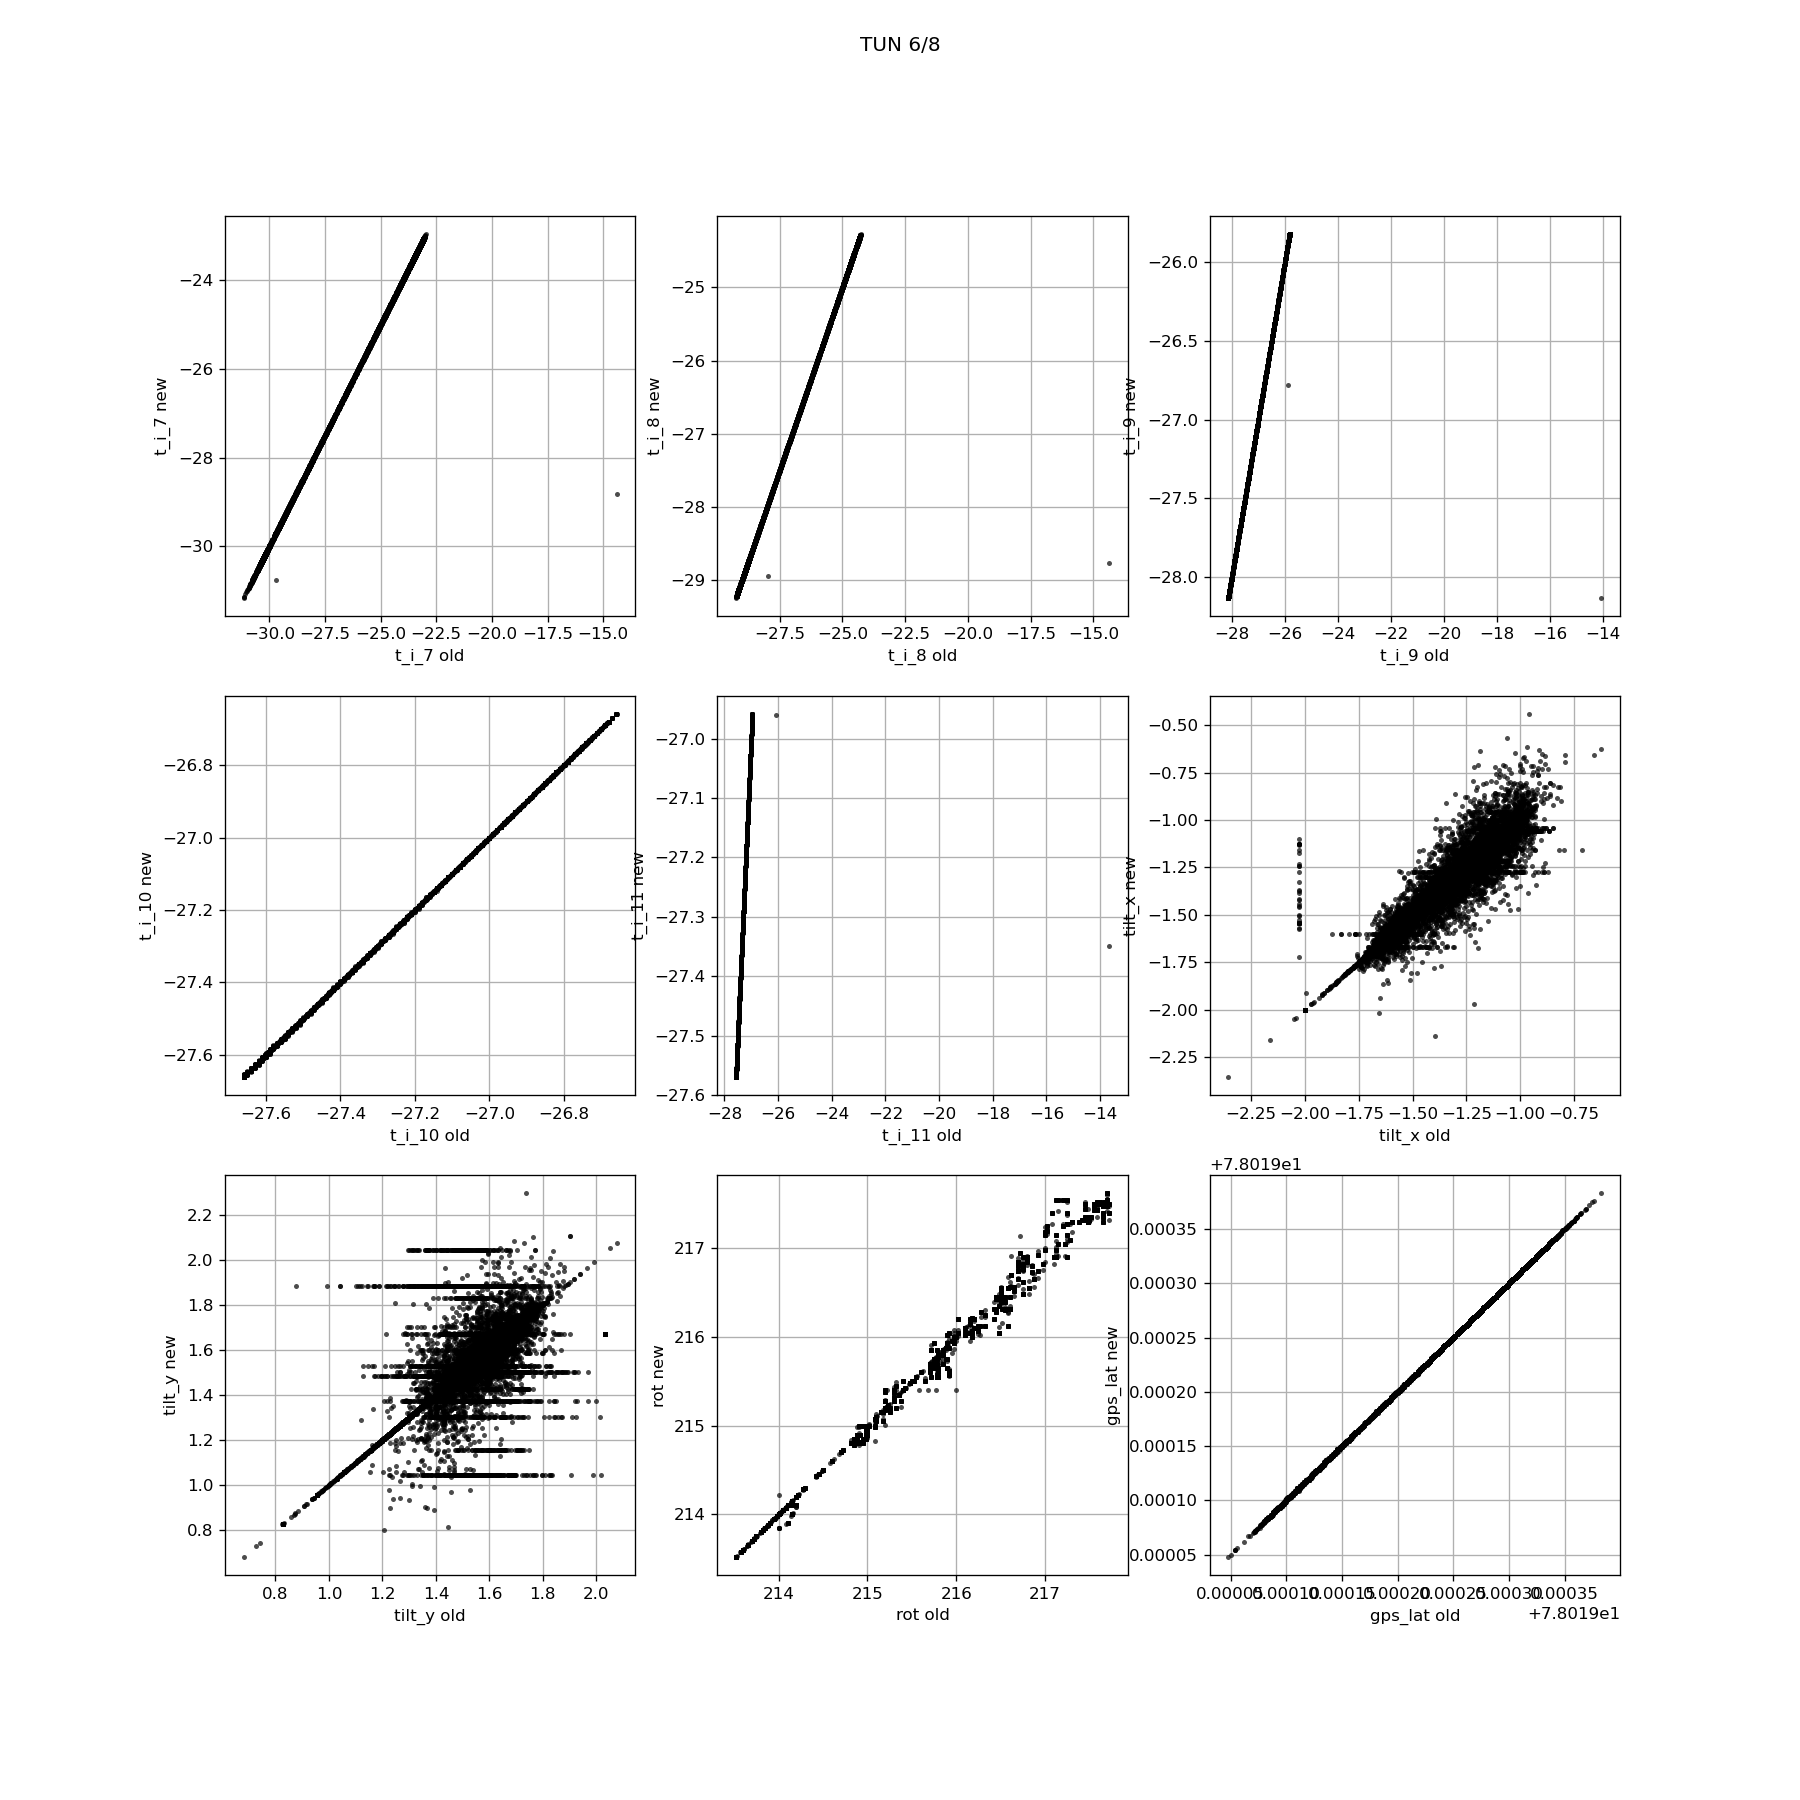 TUN 6/8
−24
−26
−28
−30
t_i_7 new
−30.0 −27.5 −25.0 −22.5 −20.0 −17.5 −15.0
t_i_7 old
−25
−26
−27
−28
−29
t_i_8 new
−27.5 −25.0 −22.5 −20.0 −17.5 −15.0
t_i_8 old
−26.0
−26.5
−27.0
−27.5
−28.0
t_i_9 new
−28 −26 −24 −22 −20 −18 −16 −14
t_i_9 old
−26.8
−27.0
−27.2
−27.4
−27.6
t_i_10 new
−27.6 −27.4 −27.2 −27.0 −26.8
t_i_10 old
−27.0
−27.1
−27.2
−27.3
−27.4
−27.5
−27.6
t_i_11 new
−28 −26 −24 −22 −20 −18 −16 −14
t_i_11 old
−0.50
−0.75
−1.00
−1.25
−1.50
−1.75
−2.00
−2.25
tilt_x new
−2.25 −2.00 −1.75 −1.50 −1.25 −1.00 −0.75
tilt_x old
2.2
2.0
1.8
1.6
1.4
1.2
1.0
0.8
tilt_y new
0.8 1.0 1.2 1.4 1.6 1.8 2.0
tilt_y old
217
216
215
214
rot new
214 215 216 217
rot old
+7.8019e1
0.00035
0.00030
0.00025
0.00020
0.00015
0.00010
0.00005
gps_lat new
0.00005 0.00010 0.00015 0.00020 0.00025 0.00030 0.00035
gps_lat old
+7.8019e1